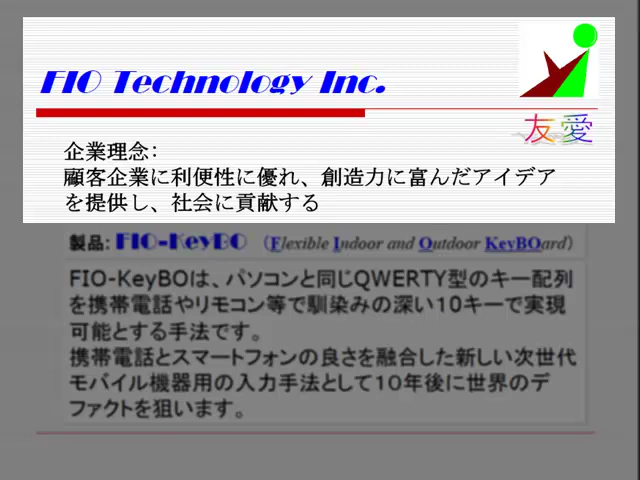 FIO Technology Inc.
友愛
企業理念:
顧客企業に利便性に優れ、創造力に富んだアイデア
を提供し、社会に貢献する
製品: FIO-KeyBO （Flexible Indoor and Outdoor KeyBOard）
FIO-KeyBOは、パソコンと同じQWERTY型のキー配列
を携帯電話やリモコン等で馴染みの深い１０キーで実現
可能とする手法です。
携帯電話とスマートフォンの良さを融合した新しい次世代
モバイル機器用の入力手法として１０年後に世界のデ
ファクトを狙います。